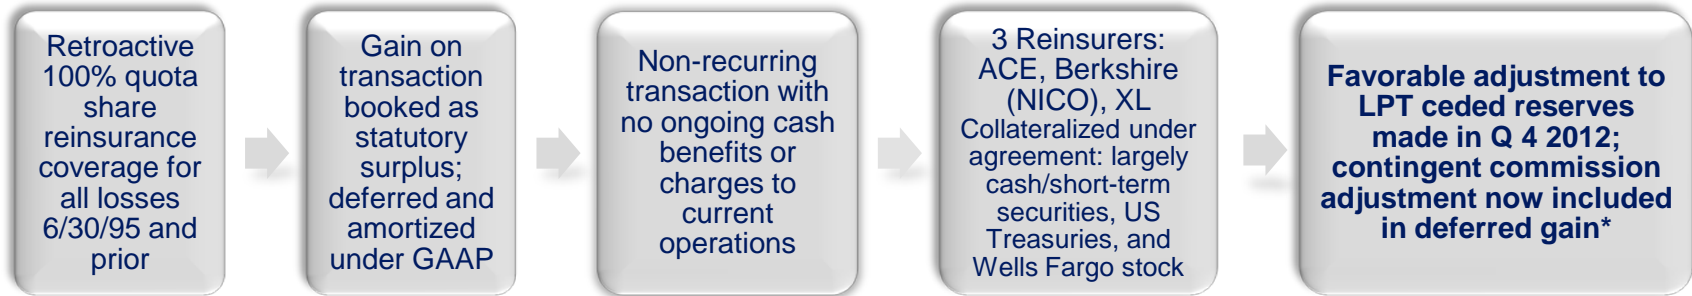 Retroactive
100% quota
share
reinsurance
coverage for
all losses
6/30/95 and
prior
Gain on
transaction
booked as
statutory
surplus;
deferred and
amortized
under GAAP
Non-recurring
transaction with
no ongoing cash
benefits or
charges to
current
operations
3 Reinsurers:
ACE, Berkshire
(NICO), XL
Collateralized under
agreement: largely
cash/short-term
securities, US
Treasuries, and
Wells Fargo stock
Favorable adjustment to
LPT ceded reserves
made in Q 4 2012;
contingent commission
adjustment now included
in deferred gain*